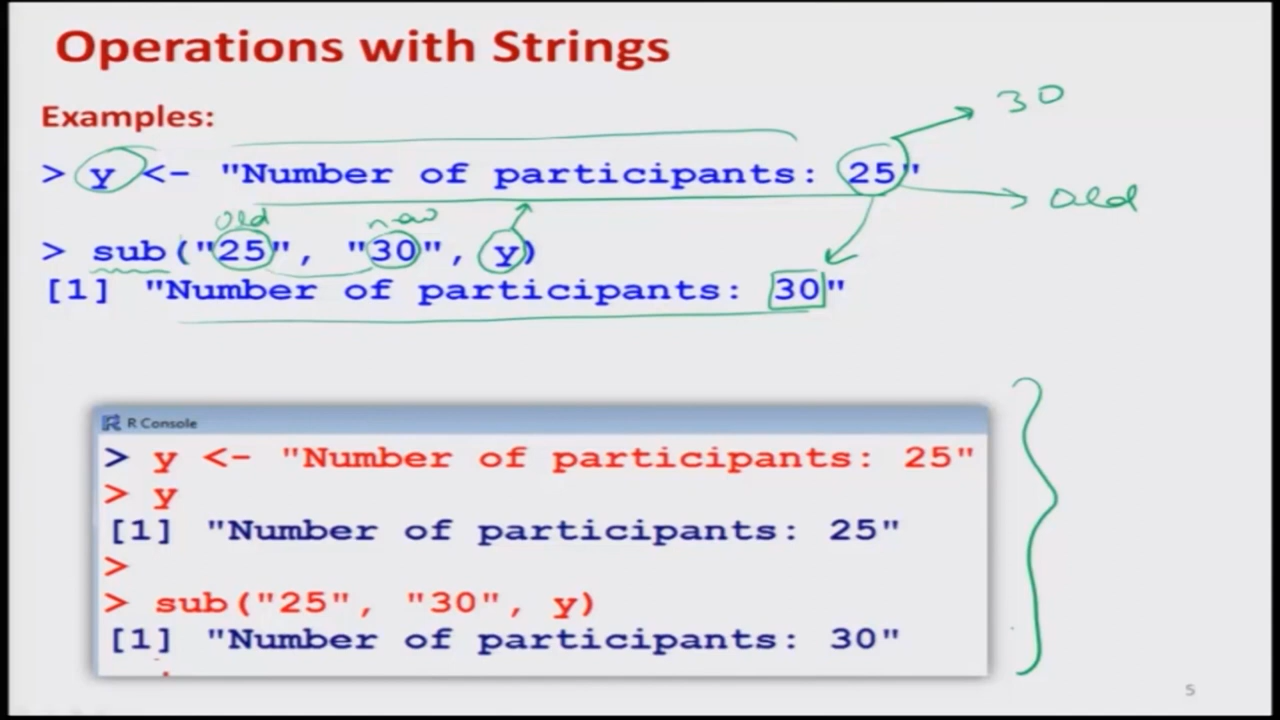 Operations with Strings
Examples:
30
> y <- "Number of participants: 25"
old
old new
> sub("25", "30", y)
[1] "Number of participants: 30"
R Console
> y <- "Number of participants: 25"
> y
[1] "Number of participants: 25"
>
> sub("25", "30", y)
[1] "Number of participants: 30"
5